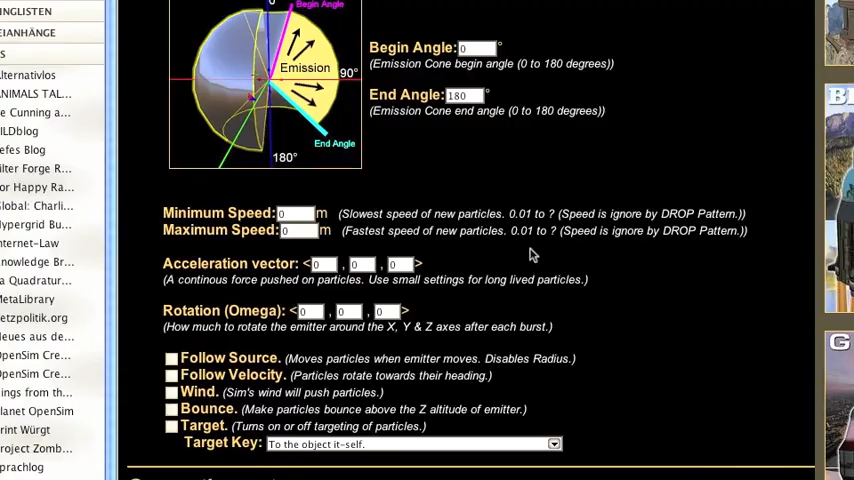 INGLISTEN
EIANHÄNGE
S
Alternativlos
ANIMALS TAL...
e Cunning a...
ILDblog
efes Blog
ilter Forge R...
or Happy Ra...
Global: Charli...
Hypergrid Bu...
nternet-Law
nowledge Br...
a Quadratur...
MetaLibrary
etzpolitik.org
Neues aus de...
OpenSim Cre...
OpenSim Cre...
ings from th...
lanet OpenSim
rint Würgt
roject Zomb...
prachlog
0
Begin Angle
Emission
90°
End Angle
180°
Begin Angle: 0 °
(Emission Cone begin angle (0 to 180 degrees))
End Angle: 180 °
(Emission Cone end angle (0 to 180 degrees))
Minimum Speed: 0 m (Slowest speed of new particles. 0.01 to ? (Speed is ignore by DROP Pattern.))
Maximum Speed: 0 m (Fastest speed of new particles. 0.01 to ? (Speed is ignore by DROP Pattern.))
Acceleration vector: < 0 , 0 , 0 >
(A continous force pushed on particles. Use small settings for long lived particles.)
Rotation (Omega): < 0 , 0 , 0 >
(How much to rotate the emitter around the X, Y & Z axes after each burst.)
Follow Source. (Moves particles when emitter moves. Disables Radius.)
Follow Velocity. (Particles rotate towards their heading.)
Wind. (Sim's wind will push particles.)
Bounce. (Make particles bounce above the Z altitude of emitter.)
Target. (Turns on or off targeting of particles.)
Target Key: To the object it-self.
G